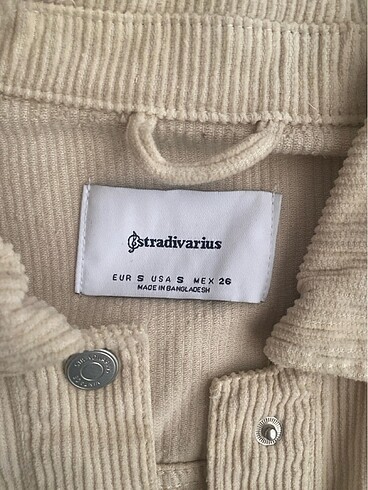 stradivarius
EUR S USA S MEX 26
MADE IN BANGLADESH